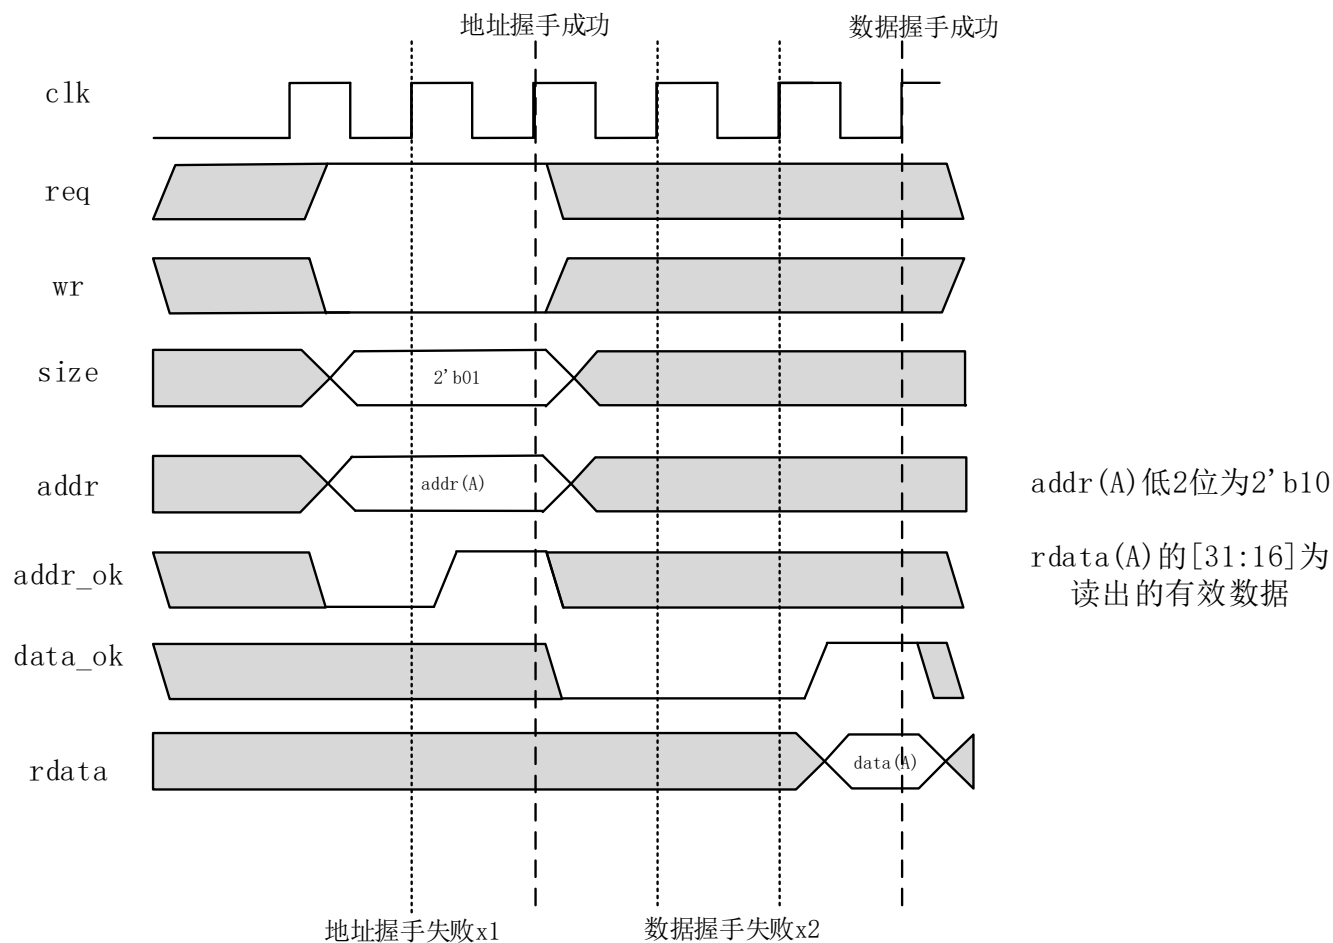 地址握手成功
数据握手成功
clk
req
wr
size
2'b01
addr
addr(A)
addr(A)低2位为2'b10
addr_ok
rdata(A)的[31:16]为
读出的有效数据
data_ok
rdata
data(A)
地址握手失败x1
数据握手失败x2